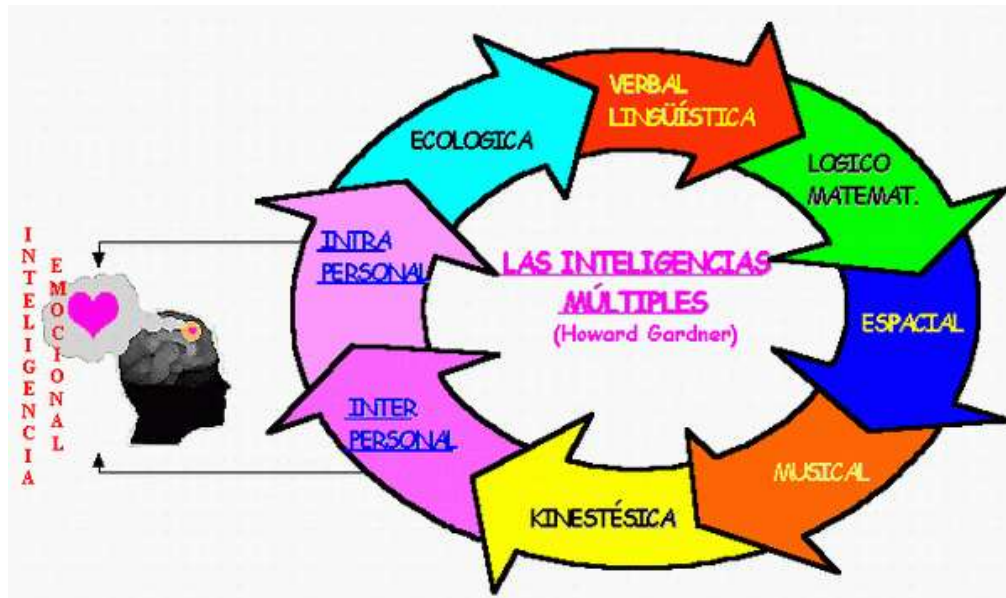 VERBAL
LINGÜÍSTICA
ECOLOGICA
LOGICO
MATEMAT.
INTRA
PERSONAL
LAS INTELIGENCIAS
MÚLTIPLES
(Howard Gardner)
ESPACIAL
INTER
PERSONAL
MUSICAL
KINESTÉSICA
INTELIGENCIA
EMOCIONAL